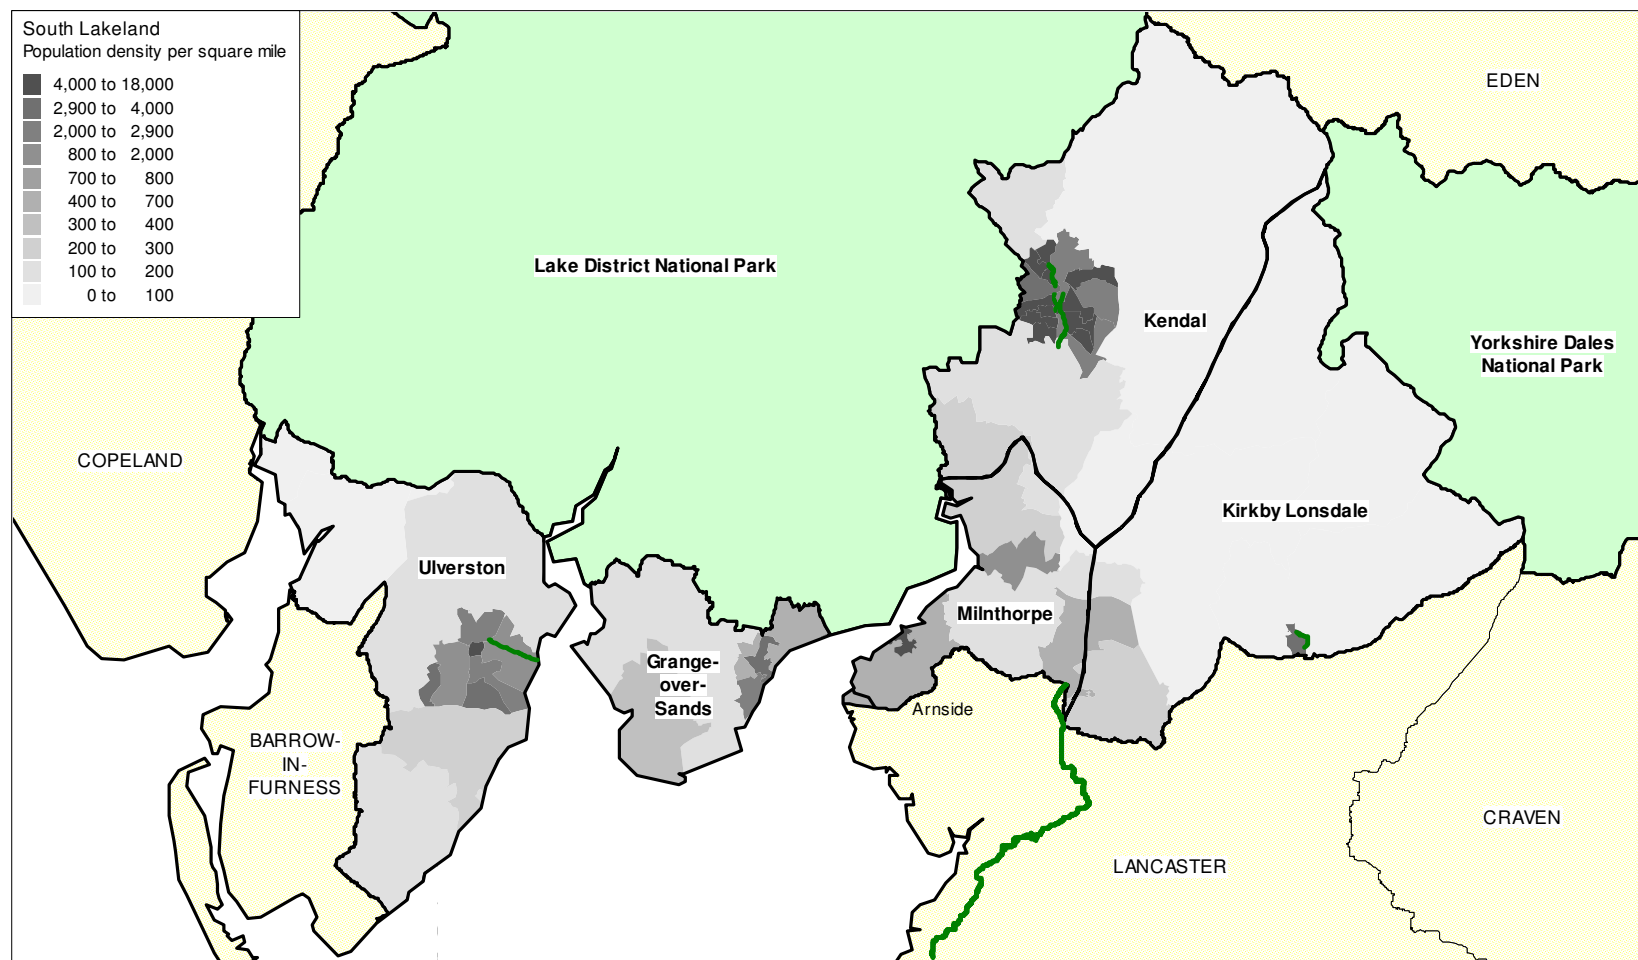 South Lakeland
Population density per square mile
4,000 to 18,000
2,900 to 4,000
2,000 to 2,900
800 to 2,000
700 to 800
400 to 700
300 to 400
200 to 300
100 to 200
0 to 100
EDEN
Lake District National Park
Kendal
Yorkshire Dales
National Park
COPELAND
Kirkby Lonsdale
Ulverston
Milnthorpe
Grange-
over-
Sands
Arnside
BARROW-
IN-
FURNESS
CRAVEN
LANCASTER